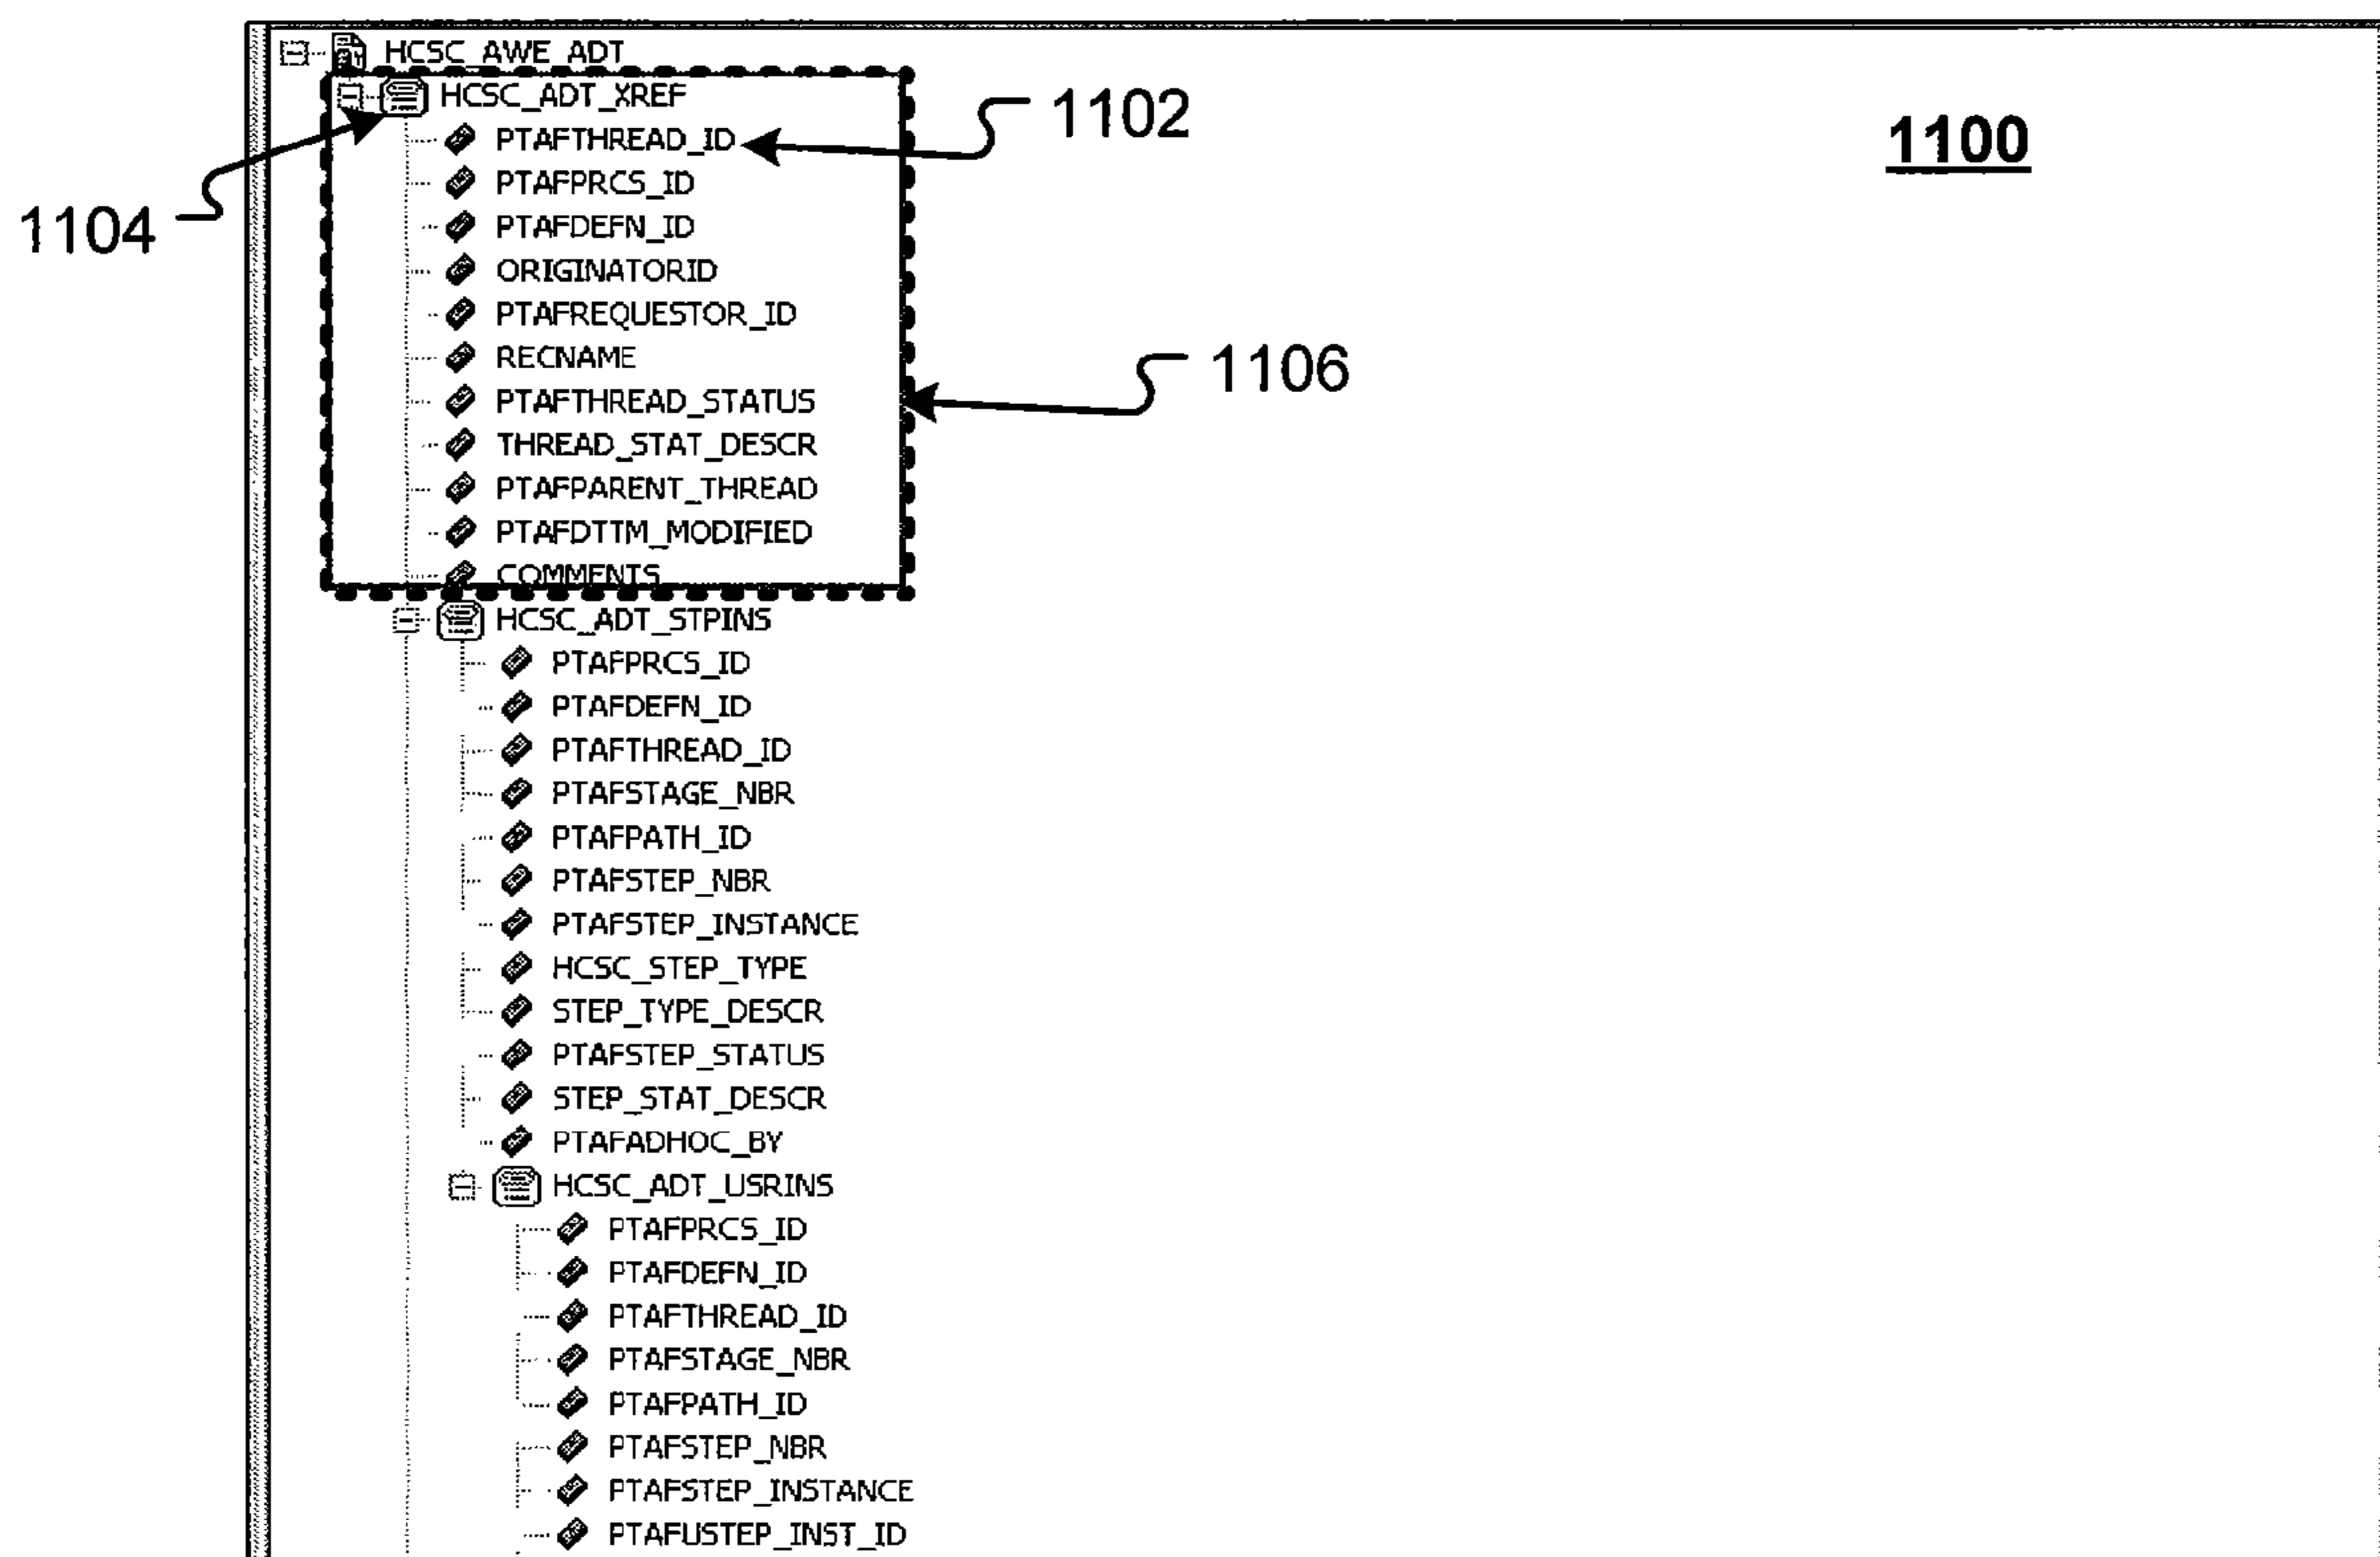 HCSC_AWE_ADT
HCSC_ADT_XREF
1102
1100
PTAFTHREAD_ID
PTAFPRCS_ID
1104
PTAFDEFN_ID
ORIGINATORID
PTAFREQUESTOR_ID
RECNAME
1106
PTAFTHREAD_STATUS
THREAD_STAT_DESCR
PTAFPARENT_THREAD
PTAFDTTM_MODIFIED
COMMENTS
HCSC_ADT_STPINS
PTAFPRCS_ID
PTAFDEFN_ID
PTAFTHREAD_ID
PTAFSTAGE_NBR
PTAFPATH_ID
PTAFSTEP_NBR
PTAFSTEP_INSTANCE
HCSC_STEP_TYPE
STEP_TYPE_DESCR
PTAFSTEP_STATUS
STEP_STAT_DESCR
PTAFADHOC_BY
HCSC_ADT_USRINS
PTAFPRCS_ID
PTAFDEFN_ID
PTAFTHREAD_ID
PTAFSTAGE_NBR
PTAFPATH_ID
PTAFSTEP_NBR
PTAFSTEP_INSTANCE
PTAFUSTEP_INST_ID